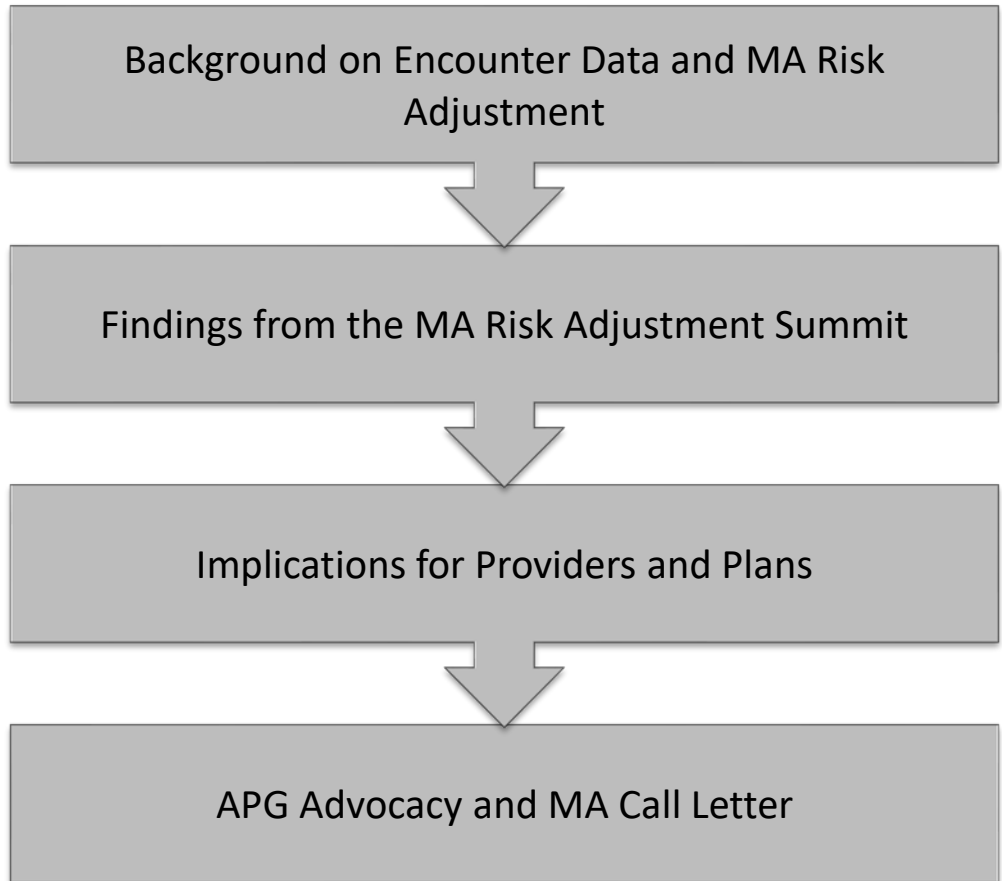 Background on Encounter Data and MA Risk
Adjustment
Findings from the MA Risk Adjustment Summit
Implications for Providers and Plans
APG Advocacy and MA Call Letter